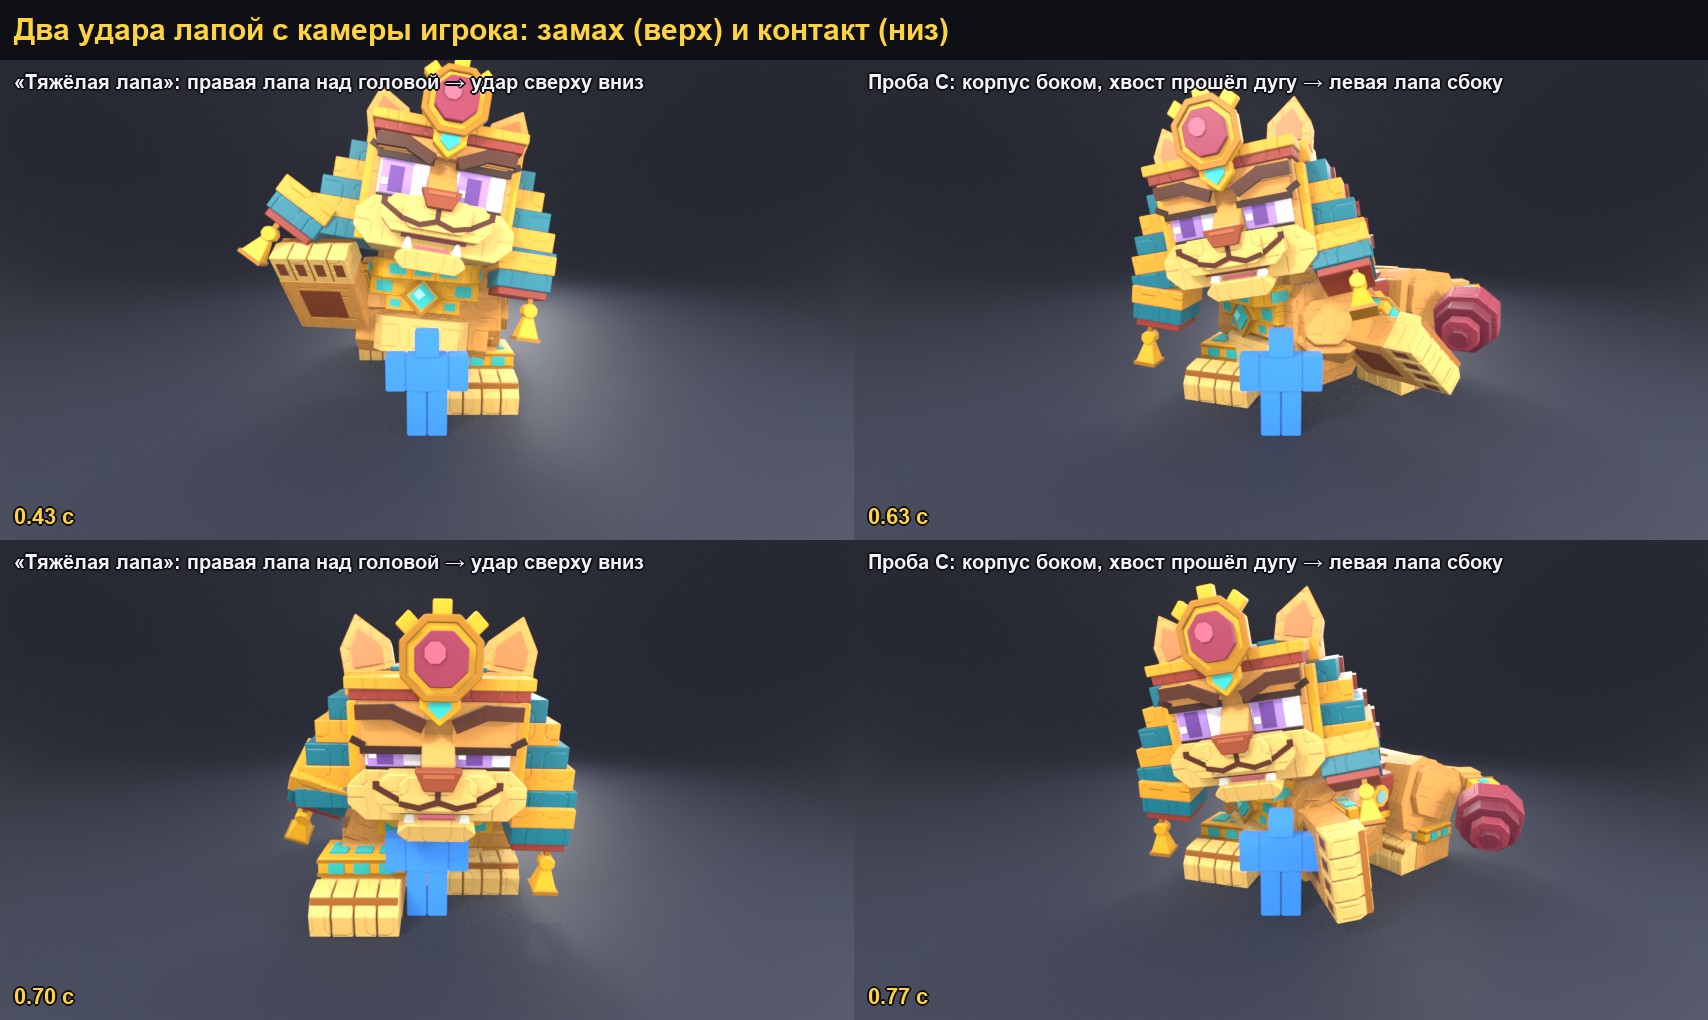 Два удара лапой с камеры игрока: замах (верх) и контакт (низ)
«Тяжёлая лапа»: правая лапа над головой → удар сверху вниз
Проба C: корпус боком, хвост прошёл дугу → левая лапа сбоку
0.43 с
0.63 с
«Тяжёлая лапа»: правая лапа над головой → удар сверху вниз
Проба C: корпус боком, хвост прошёл дугу → левая лапа сбоку
0.70 с
0.77 с